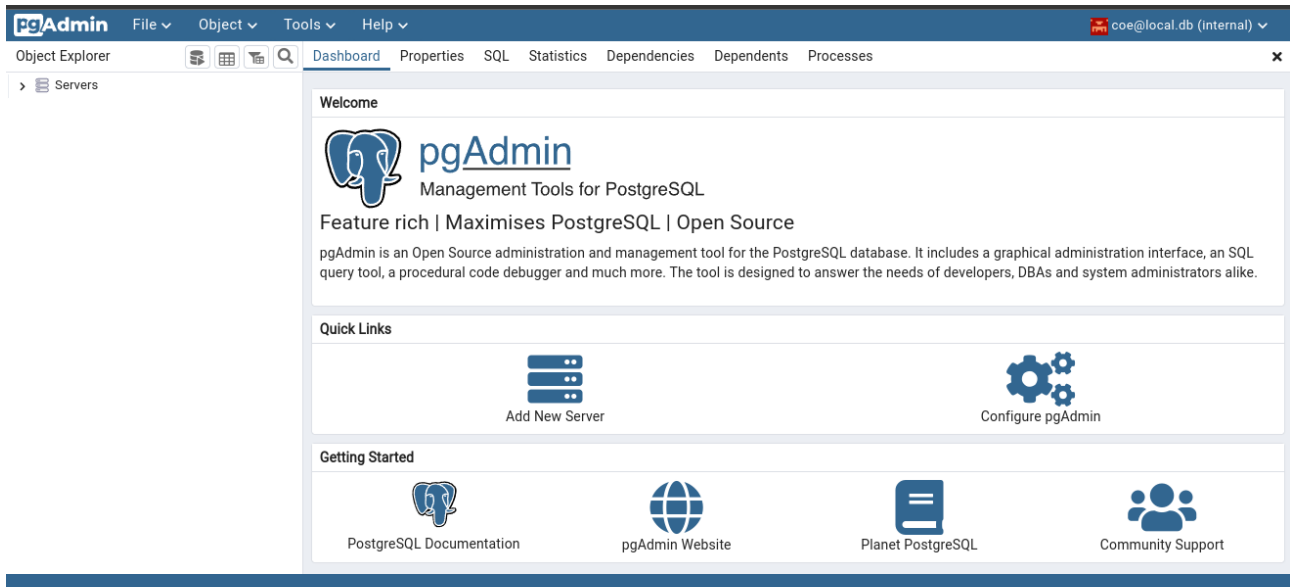 pgAdmin File Object Tools Help coe@local.db (internal)
Object Explorer Dashboard Properties SQL Statistics Dependencies Dependents Processes
Servers
Welcome
pgAdmin
Management Tools for PostgreSQL
Feature rich | Maximises PostgreSQL | Open Source
pgAdmin is an Open Source administration and management tool for the PostgreSQL database. It includes a graphical administration interface, an SQL
query tool, a procedural code debugger and much more. The tool is designed to answer the needs of developers, DBAs and system administrators alike.
Quick Links
Add New Server Configure pgAdmin
Getting Started
PostgreSQL Documentation pgAdmin Website Planet PostgreSQL Community Support